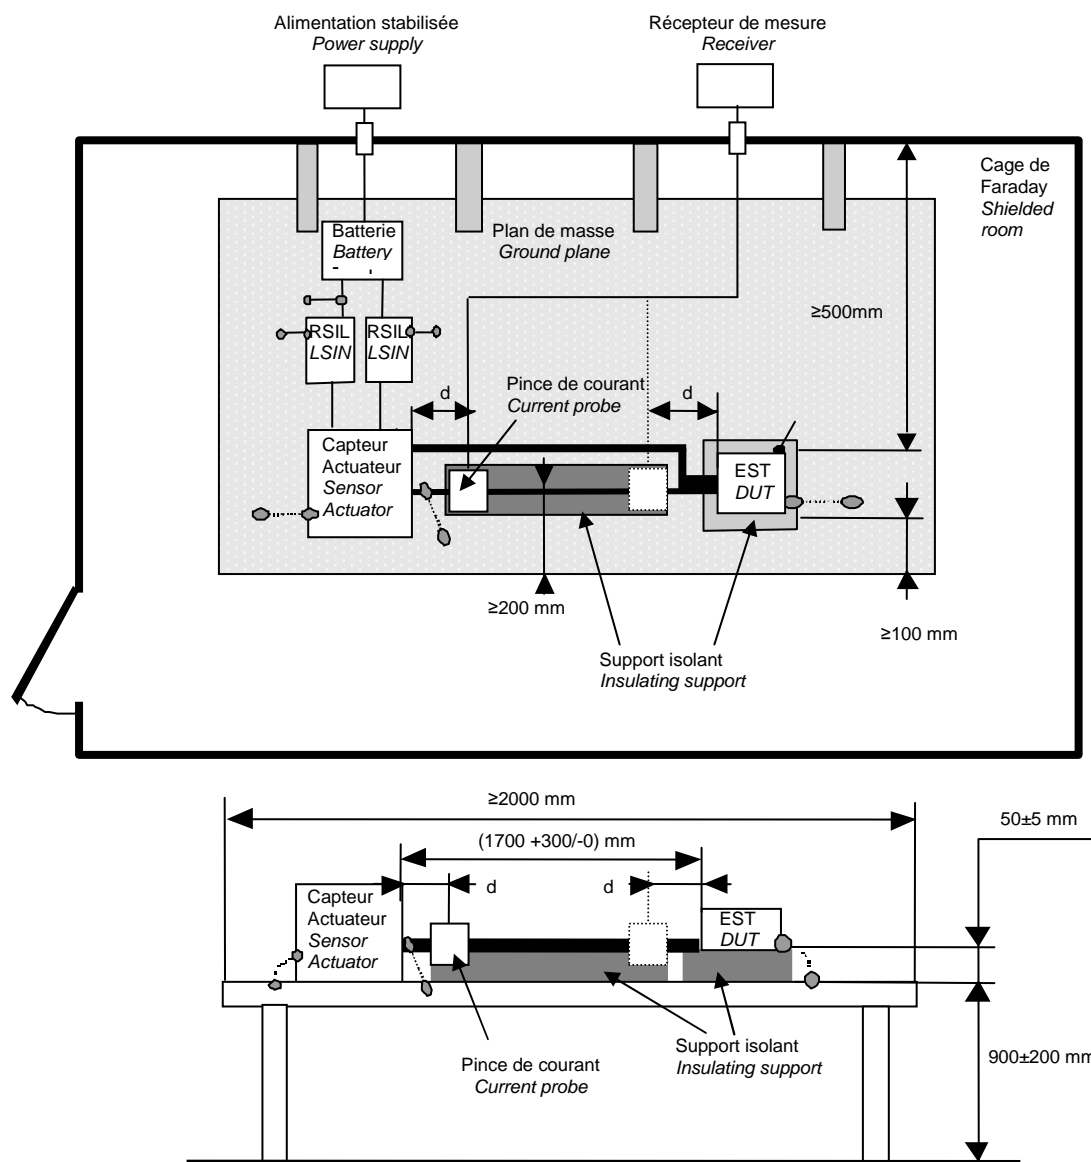 Alimentation stabilisée
Power supply
Récepteur de mesure
Receiver
Cage de
Faraday
Shielded
room
Batterie
Battery
Plan de masse
Ground plane
≥500mm
RSIL
LSIN
RSIL
LSIN
d
Pince de courant
Current probe
d
Capteur
Actuateur
Sensor
Actuator
EST
DUT
≥200 mm
≥100 mm
Support isolant
Insulating support
≥2000 mm
50±5 mm
(1700 +300/-0) mm
d
d
Capteur
Actuateur
Sensor
Actuator
EST
DUT
Pince de courant
Current probe
Support isolant
Insulating support
900±200 mm